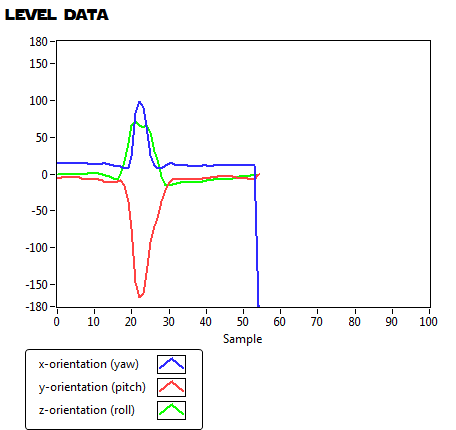 LEVEL DATA
180
150
100
50
0
-50
-100
-150
-180
0 10 20 30 40 50 60 70 80 90 100
Sample
x-orientation (yaw)
y-orientation (pitch)
z-orientation (roll)